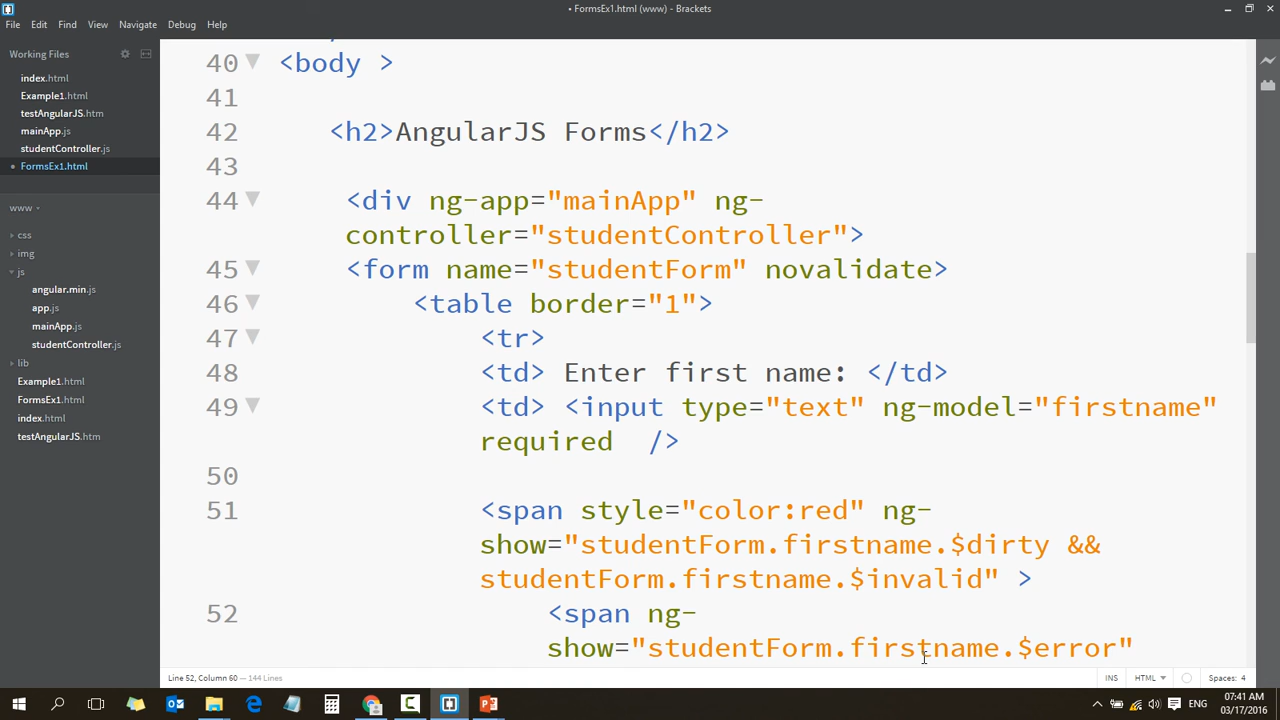 • FormsEx1.html (www) - Brackets
File Edit Find View Navigate Debug Help
Working Files
index.html
Example1.html
testAngularJS.htm
mainApp.js
studentController.js
FormsEx1.html
www
css
img
js
angular.min.js
app.js
mainApp.js
studentController.js
lib
Example1.html
FormsEx1.html
index.html
testAngularJS.htm
40 <body >
41
42 <h2>AngularJS Forms</h2>
43
44 <div ng-app="mainApp" ng-
controller="studentController">
45 <form name="studentForm" novalidate>
46 <table border="1">
47 <tr>
48 <td> Enter first name: </td>
49 <td> <input type="text" ng-model="firstname"
required />
50
51 <span style="color:red" ng-
show="studentForm.firstname.$dirty &&
studentForm.firstname.$invalid" >
52 <span ng-
show="studentForm.firstname.$error"
Line 52, Column 60 — 144 Lines
INS HTML Spaces: 4
ENG
07:41 AM
03/17/2016